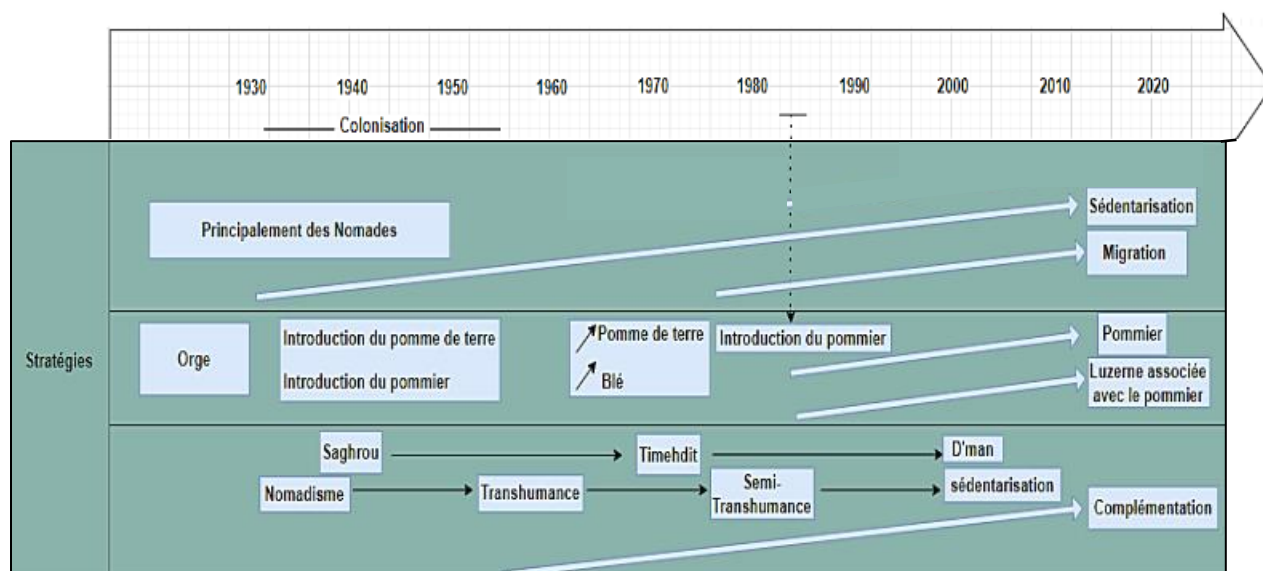 1930 1940 1950 1960 1970 1980 1990 2000 2010 2020
Colonisation
Stratégies
Principalement des Nomades
Sédentarisation
Migration
Orge
Introduction du pomme de terre
Introduction du pommier
Pomme de terre
Blé
Introduction du pommier
Pommier
Luzerne associée
avec le pommier
Saghrou
Timehdit
D'man
Nomadisme
Transhumance
Semi-
Transhumance
sédentarisation
Complémentation